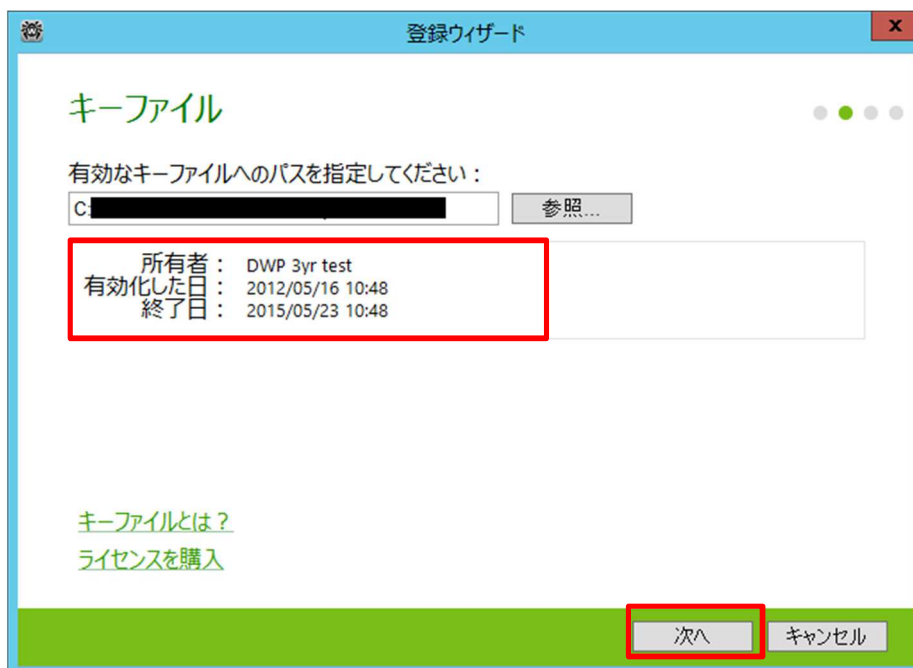 登録ウィザード
x
キーファイル
有効なキーファイルへのパスを指定してください：
C:
参照...
所有者： DWP 3yr test
有効化した日： 2012/05/16 10:48
終了日： 2015/05/23 10:48
キーファイルとは？
ライセンスを購入
次へ
キャンセル